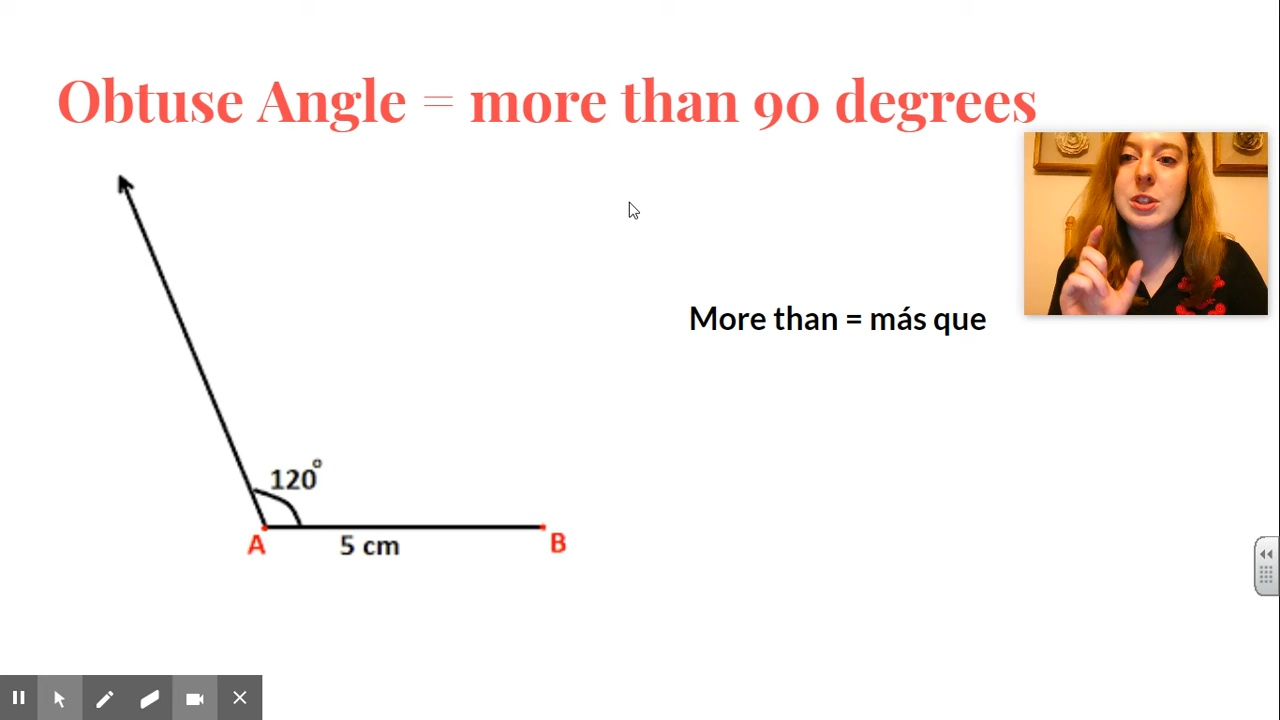 Obtuse Angle = more than 90 degrees
More than = más que
120°
A
5 cm
B